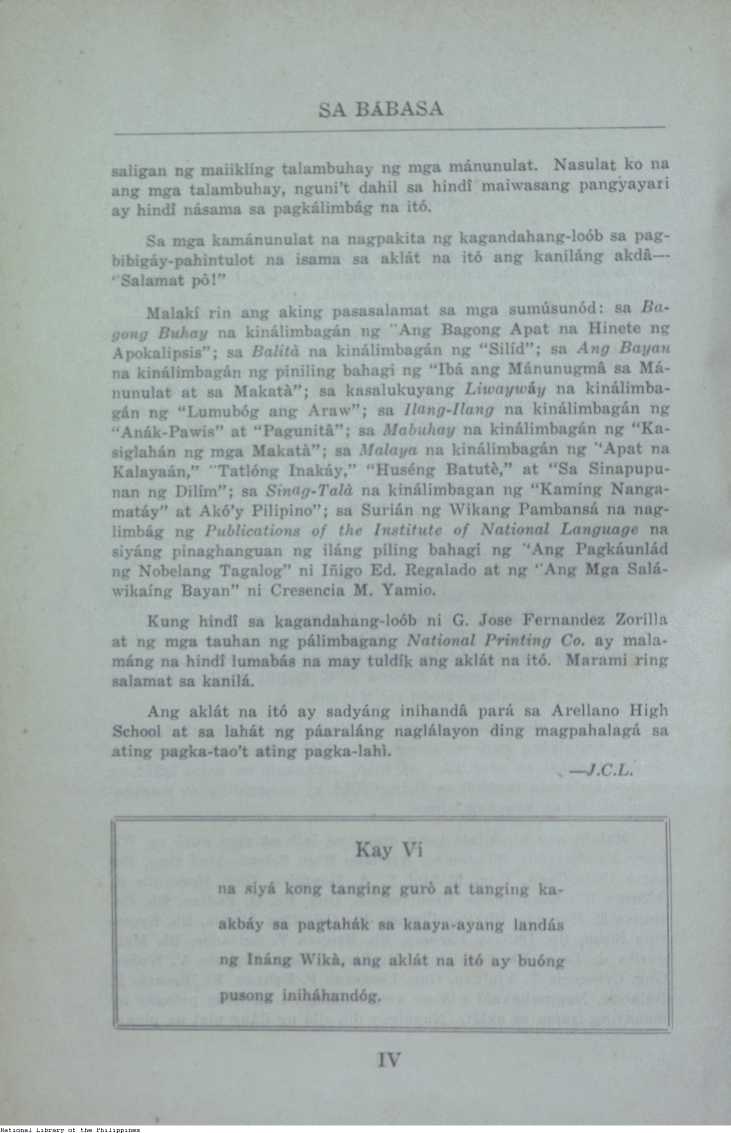 SA BÁBASA
saligan ng maiiklíng talambuhay ng mga mánunulat. Nasulat ko na
ang mga talambuhay, nguni't dahil sa hindî maiwasang pangyayari
ay hindî násama sa pagkálimbág na itó.
Sa mga kamánunulat na nagpakita ng kagandahang-loób sa pag-
bibigáy-pahintulot na isama sa aklát na itó ang kaniláng akdâ—
"Salamat pô!"
Malakí rin ang aking pasasalamat sa mga sumúsunód: sa Ba-
gong Buhay na kinálimbagán ng "Ang Bagong Apat na Hinete ng
Apokalipsis"; sa Balità na kinálimbagán ng "Silíd"; sa Ang Bayan
na kinálimbagán ng piniling bahagi ng "Ibá ang Mánunugmâ sa Má-
nunulat at sa Makatà"; sa kasalukuyang Liwaywáy na kinálimba-
gán ng "Lumubóg ang Araw"; sa Ilang-Ilang na kinálimbagán ng
"Anák-Pawis" at "Pagunitâ"; sa Mabuhay na kinálimbagán ng "Ka-
siglahán ng mga Makatà"; sa Malaya na kinálimbagán ng "Apat na
Kalayaán," "Tatlóng Inakáy," "Huséng Batutè," at "Sa Sinapupu-
nan ng Dilím"; sa Sinag-Talà na kinálimbagan ng "Kamíng Nanga-
matáy" at Akó'y Pilipino"; sa Surián ng Wikang Pambansá na nag-
limbág ng Publications of the Institute of National Language na
siyáng pinaghanguan ng iláng piling bahagi ng "Ang Pagkáunlád
ng Nobelang Tagalog" ni Iñigo Ed. Regalado at ng "Ang Mga Salá-
wikaíng Bayan" ni Cresencia M. Yamio.
Kung hindî sa kagandahang-loób ni G. Jose Fernandez Zorilla
at ng mga tauhan ng pálimbagang National Printing Co. ay mala-
máng na hindî lumabás na may tuldík ang aklát na itó. Marami ring
salamat sa kanilá.
Ang aklát na itó ay sadyáng inihandâ pará sa Arellano High
School at sa lahát ng páaraláng naglálayon ding magpahalagá sa
ating pagka-tao't ating pagka-lahì.
—J.C.L.
Kay Ví
na siyá kong tanging gurò at tanging ka-
akbáy sa pagtahák sa kaaya-ayang landás
ng Ináng Wikà, ang aklát na itó ay buóng
pusong iniháhandóg.
IV
National Library of the Philippines